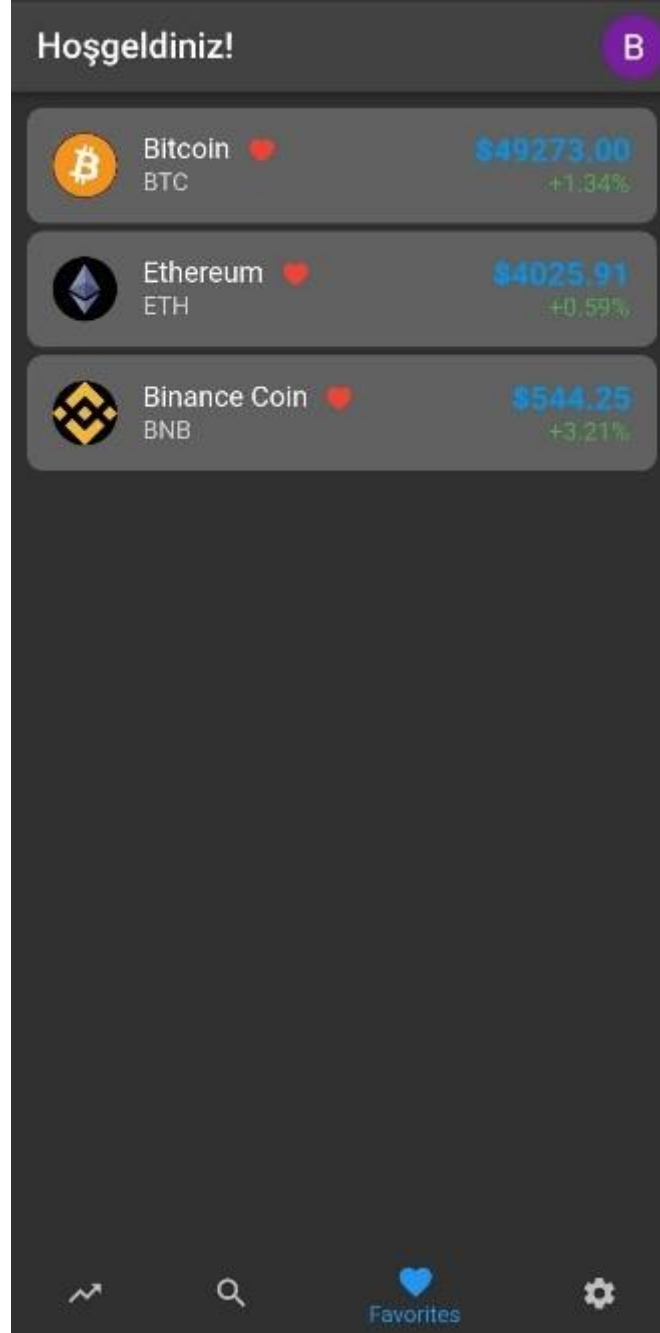 Hoşgeldiniz!
B
Bitcoin
$49273.00
BTC
+1.34%
Ethereum
$4025.91
ETH
+0.59%
Binance Coin
$544.25
BNB
+3.21%
Favorites